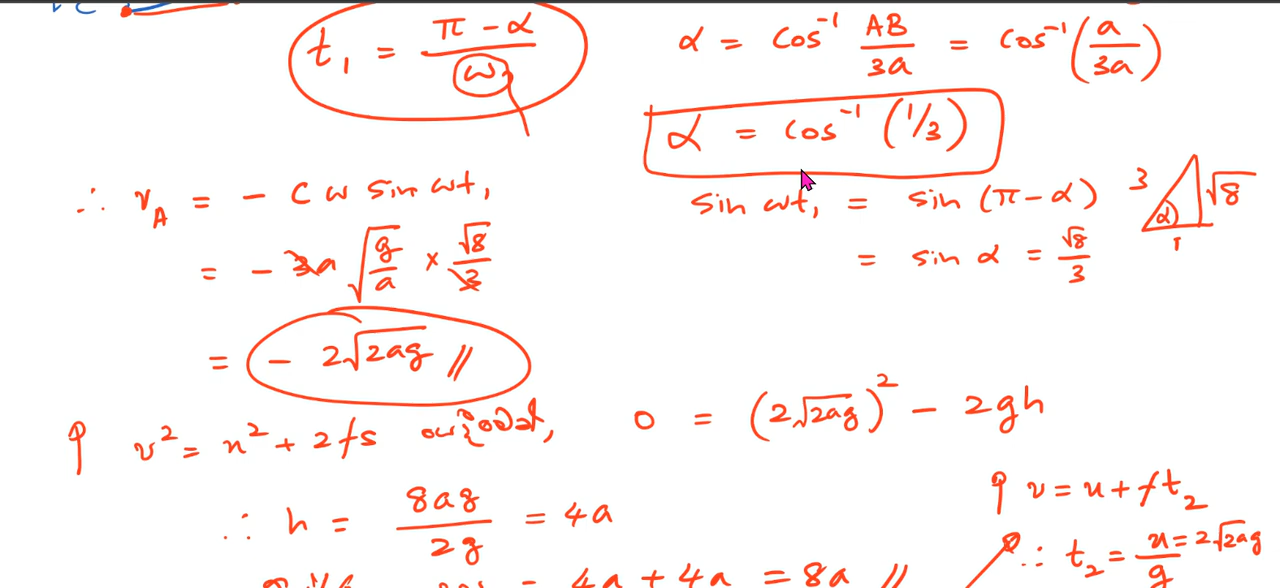 t₁ = (π - α)/ω
α = cos⁻¹ AB/3a = cos⁻¹ (a/3a)
α = cos⁻¹ (1/3)
∴ v_A = - c ω sin ωt₁
sin ωt₁ = sin (π - α)
3 √8 α 1
= - 3a √(g/a) × √8/3
= sin α = √8/3
= - 2√2ag //
↑ v² = u² + 2fs
0 = (2√2ag)² - 2gh
∴ h = 8ag/2g = 4a
↑ v = u + ft₂
∴ t₂ = u = 2√2ag / g
= 4a + 4a = 8a //